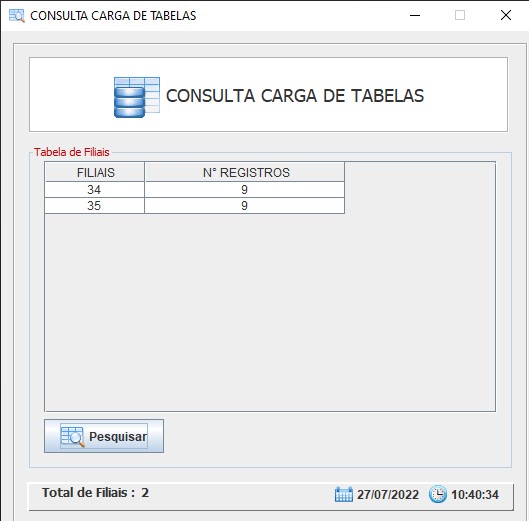 CONSULTA CARGA DE TABELAS
CONSULTA CARGA DE TABELAS
Tabela de Filiais
FILIAIS N° REGISTROS
34 9
35 9
Pesquisar
Total de Filiais : 2 27/07/2022 10:40:34